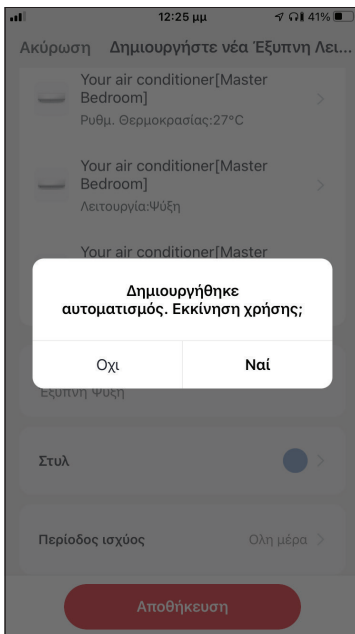 12:25 μμ
41%
Ακύρωση Δημιουργήστε νέα Έξυπνη Λει...
Your air conditioner[Master
Bedroom]
Ρυθμ. Θερμοκρασίας:27°C
Your air conditioner[Master
Bedroom]
Λειτουργία:Ψύξη
Your air conditioner[Master
Δημιουργήθηκε
αυτοματισμός. Εκκίνηση χρήσης;
Οχι Ναί
Έξυπνη Ψύξη
Στυλ
Περίοδος ισχύος Ολη μέρα
Αποθήκευση